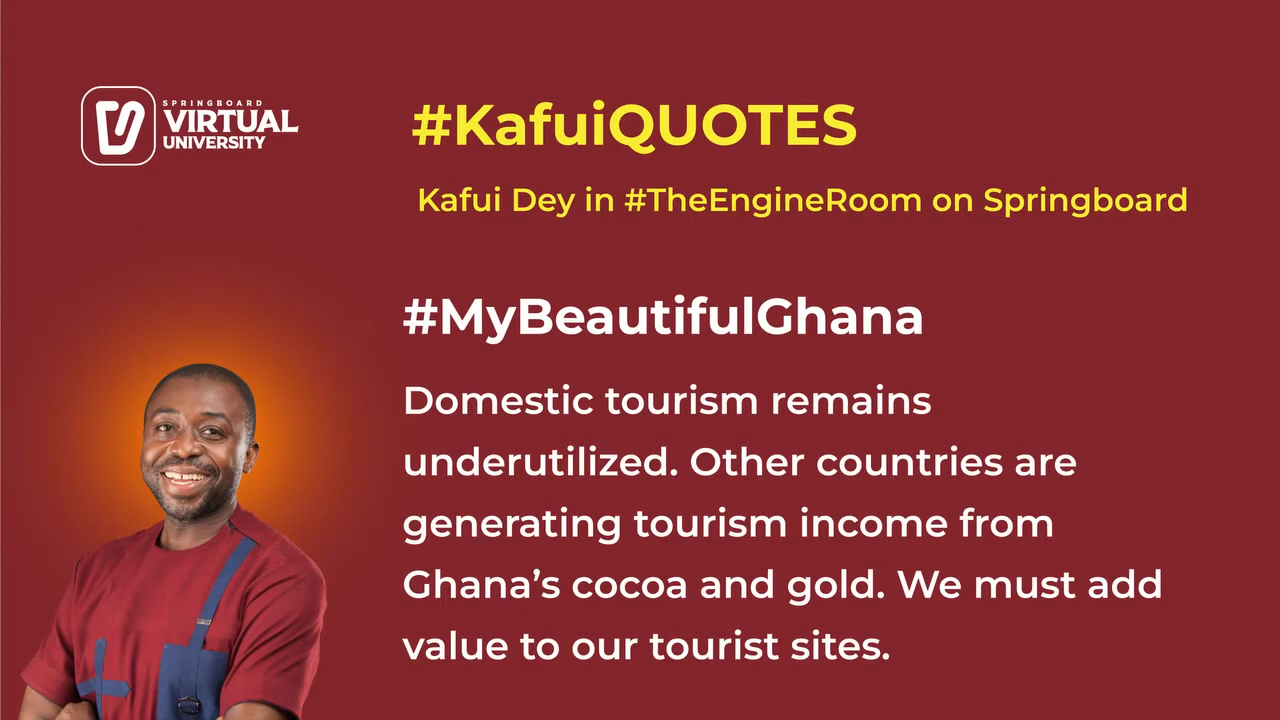 SPRINGBOARD
VIRTUAL
UNIVERSITY
#KafuiQUOTES
Kafui Dey in #TheEngineRoom on Springboard
#MyBeautifulGhana
Domestic tourism remains
underutilized. Other countries are
generating tourism income from
Ghana’s cocoa and gold. We must add
value to our tourist sites.